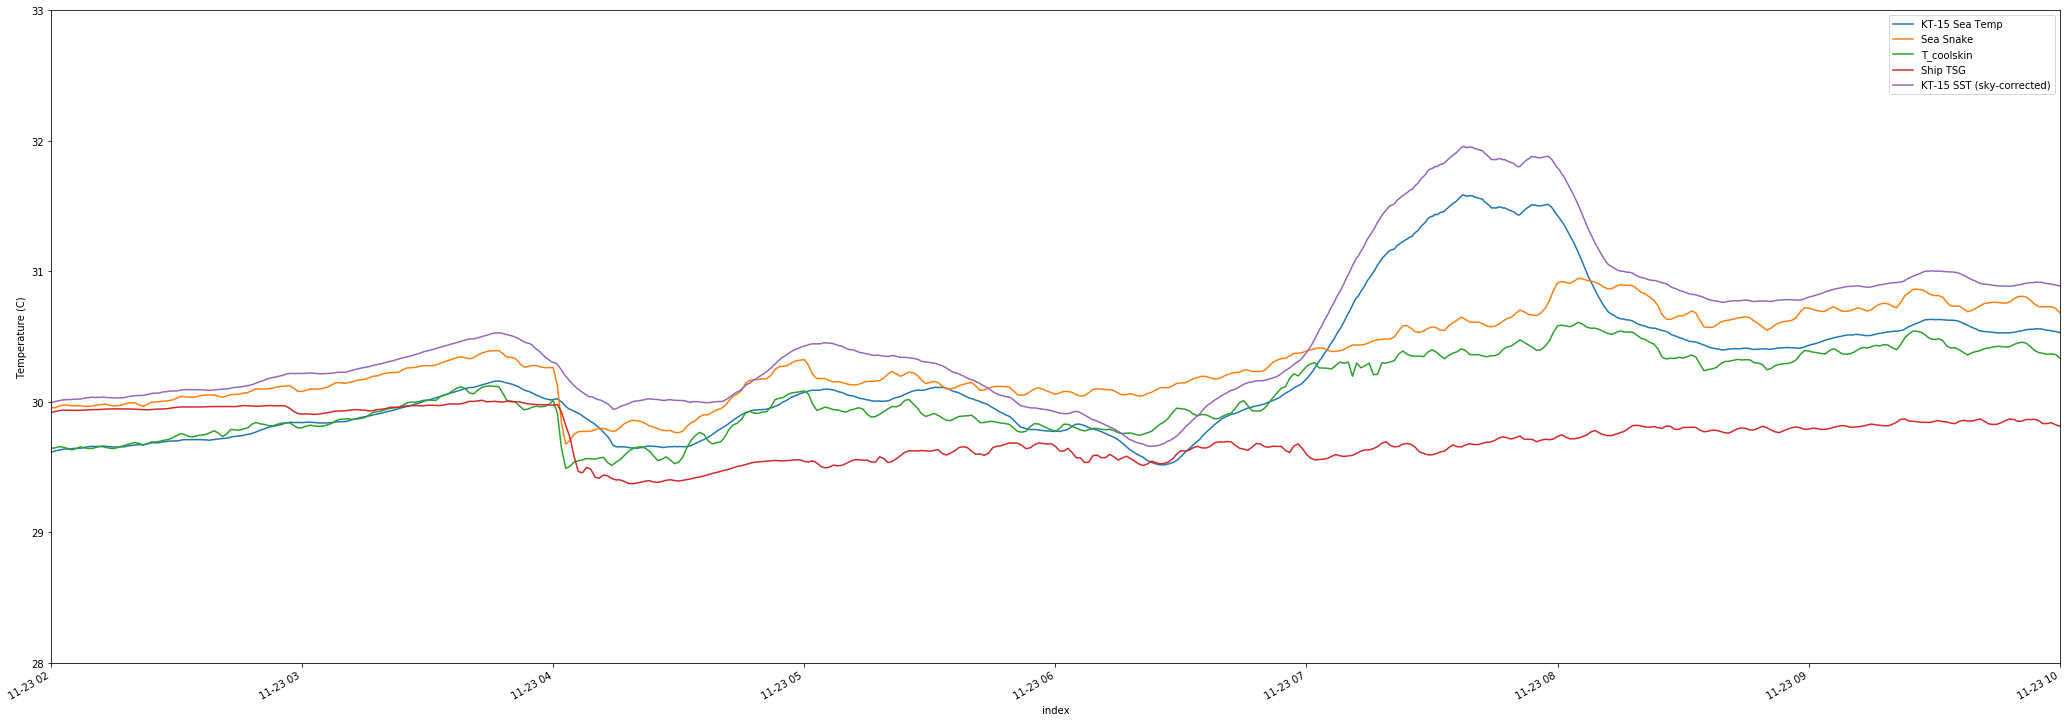 33
32
31
30
29
28
Temperature (C)
KT-15 Sea Temp
Sea Snake
T_coolskin
Ship TSG
KT-15 SST (sky-corrected)
11-23 02
11-23 03
11-23 04
11-23 05
11-23 06
11-23 07
11-23 08
11-23 09
11-23 10
index